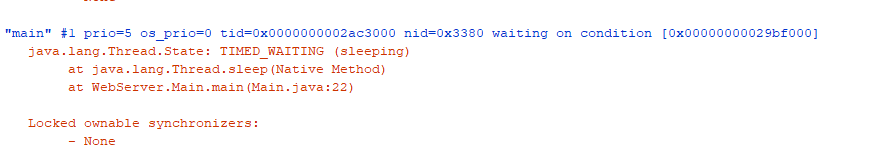 "main" #1 prio=5 os_prio=0 tid=0x0000000002ac3000 nid=0x3380 waiting on condition [0x00000000029bf000]
java.lang.Thread.State: TIMED_WAITING (sleeping)
at java.lang.Thread.sleep(Native Method)
at WebServer.Main.main(Main.java:22)
Locked ownable synchronizers:
- None